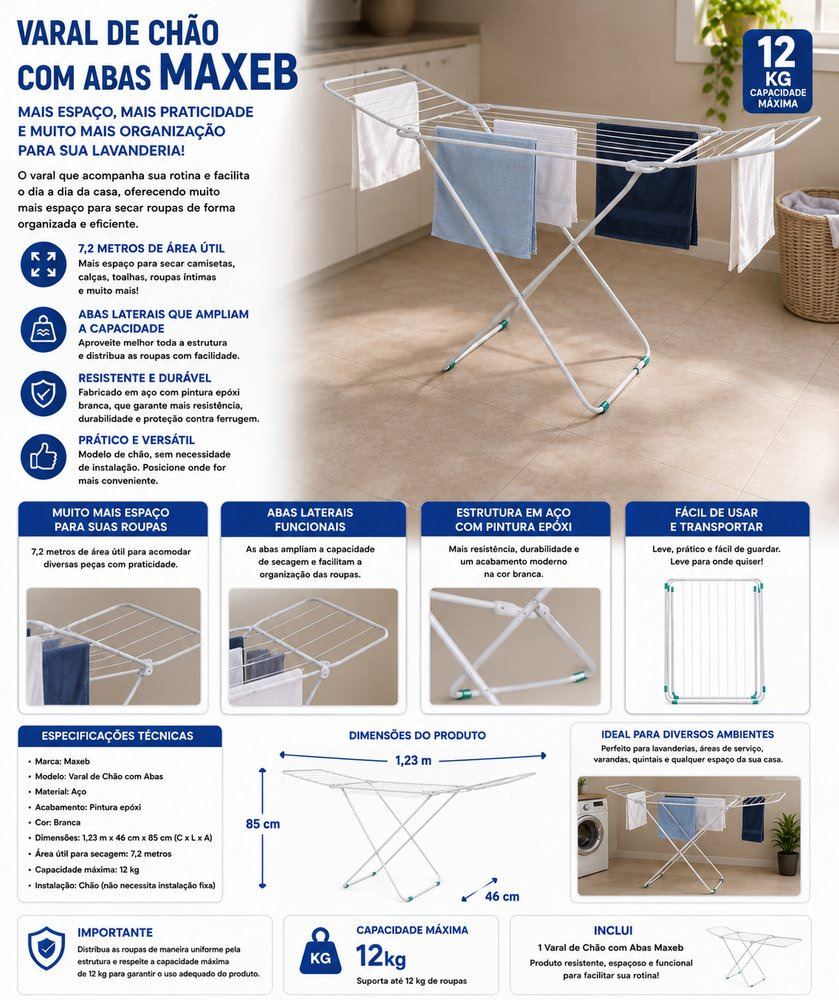 VARAL DE CHÃO
COM ABAS MAXEB
MAIS ESPAÇO, MAIS PRATICIDADE
E MUITO MAIS ORGANIZAÇÃO
PARA SUA LAVANDERIA!
O varal que acompanha sua rotina e facilita
o dia a dia da casa, oferecendo muito
mais espaço para secar roupas de forma
organizada e eficiente.
12
KG
CAPACIDADE
MÁXIMA
7,2 METROS DE ÁREA ÚTIL
Mais espaço para secar camisetas,
calças, toalhas, roupas íntimas
e muito mais!
ABAS LATERAIS QUE AMPLIAM
A CAPACIDADE
Aproveite melhor toda a estrutura
e distribua as roupas com facilidade.
RESISTENTE E DURÁVEL
Fabricado em aço com pintura epóxi
branca, que garante mais resistência,
durabilidade e proteção contra ferrugem.
PRÁTICO E VERSÁTIL
Modelo de chão, sem necessidade
de instalação. Posicione onde for
mais conveniente.
MUITO MAIS ESPAÇO
PARA SUAS ROUPAS
7,2 metros de área útil para acomodar
diversas peças com praticidade.
ABAS LATERAIS
FUNCIONAIS
As abas ampliam a capacidade
de secagem e facilitam a
organização das roupas.
ESTRUTURA EM AÇO
COM PINTURA EPÓXI
Mais resistência, durabilidade e
um acabamento moderno
na cor branca.
FÁCIL DE USAR
E TRANSPORTAR
Leve, prático e fácil de guardar.
Leve para onde quiser!
ESPECIFICAÇÕES TÉCNICAS
• Marca: Maxeb
• Modelo: Varal de Chão com Abas
• Material: Aço
• Acabamento: Pintura epóxi
• Cor: Branca
• Dimensões: 1,23 m x 46 cm x 85 cm (C x L x A)
• Área útil para secagem: 7,2 metros
• Capacidade máxima: 12 kg
• Instalação: Chão (não necessita instalação fixa)
DIMENSÕES DO PRODUTO
1,23 m
85 cm
46 cm
IDEAL PARA DIVERSOS AMBIENTES
Perfeito para lavanderias, áreas de serviço,
varandas, quintais e qualquer espaço da sua casa.
IMPORTANTE
Distribua as roupas de maneira uniforme pela
estrutura e respeite a capacidade máxima
de 12 kg para garantir o uso adequado do produto.
KG
CAPACIDADE MÁXIMA
12kg
Suporta até 12 kg de roupas
INCLUI
1 Varal de Chão com Abas Maxeb
Produto resistente, espaçoso e funcional
para facilitar sua rotina!